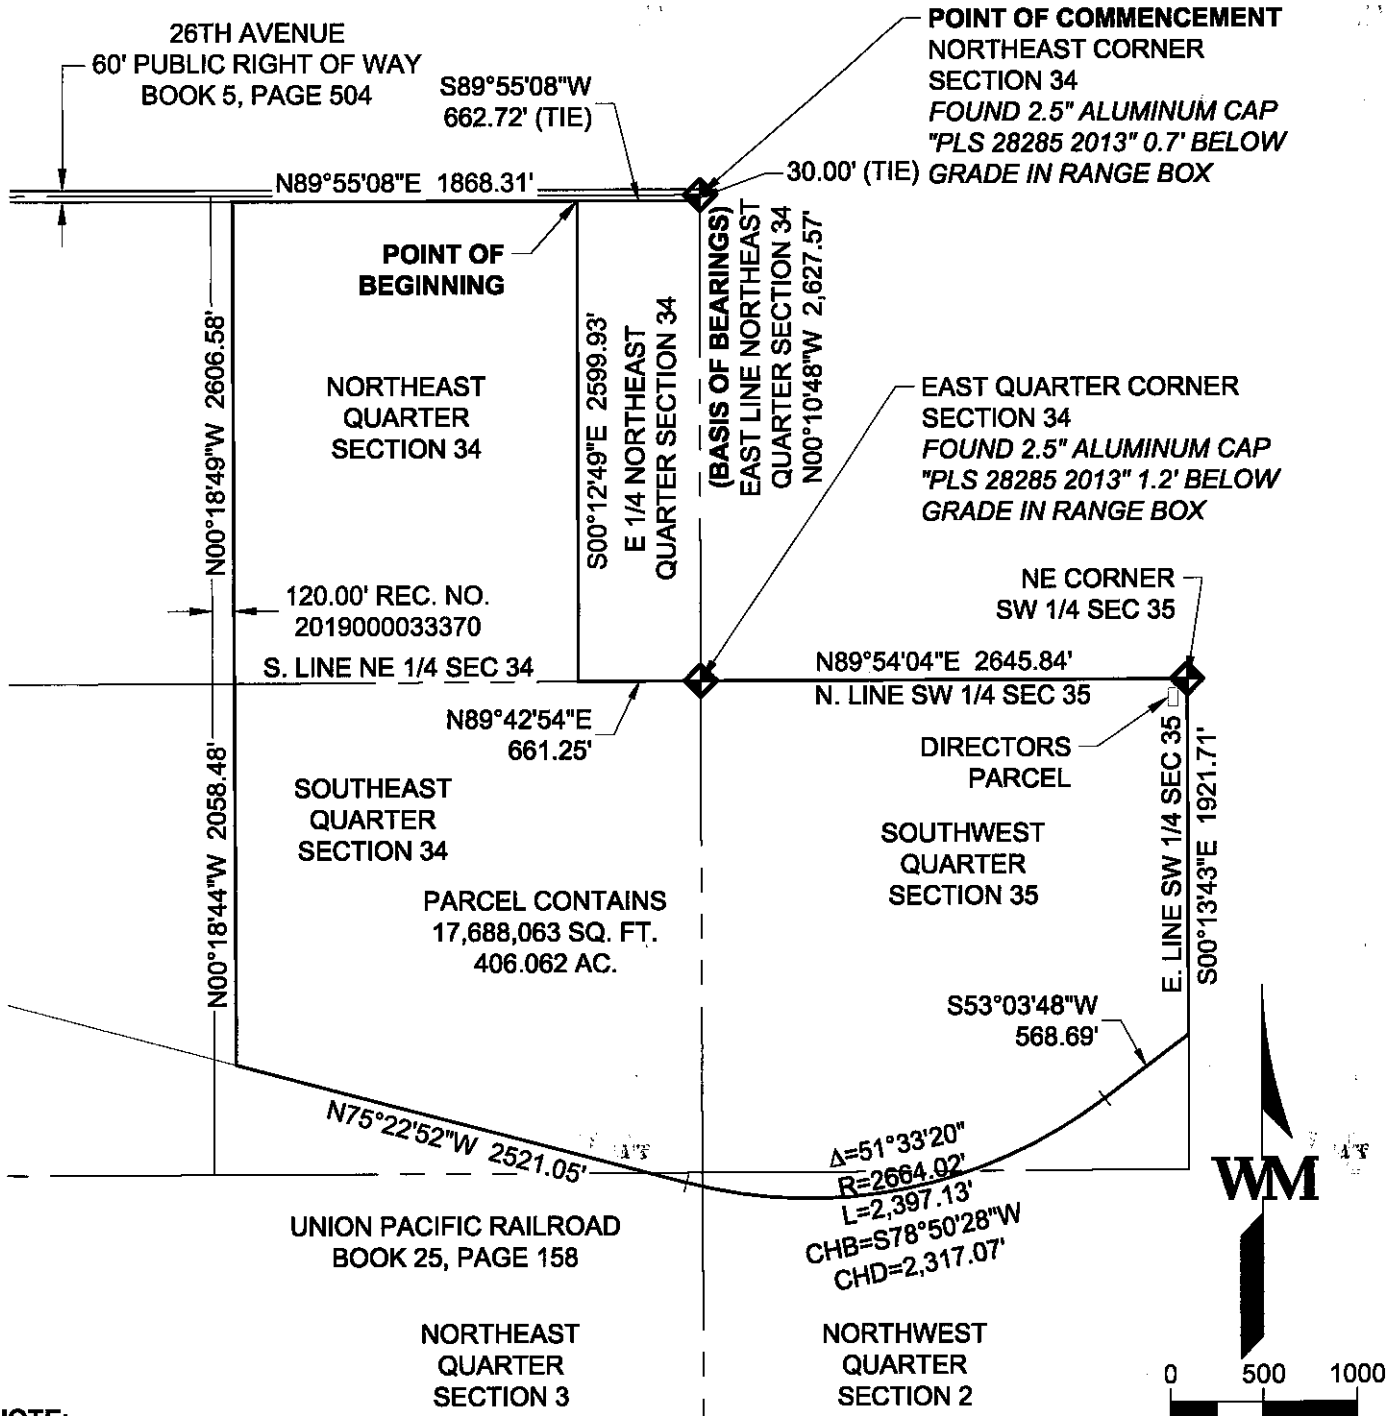 26TH AVENUE
60' PUBLIC RIGHT OF WAY
BOOK 5, PAGE 504
S89°55'08"W
662.72' (TIE)
POINT OF COMMENCEMENT
NORTHEAST CORNER
SECTION 34
FOUND 2.5" ALUMINUM CAP
"PLS 28285 2013" 0.7' BELOW
GRADE IN RANGE BOX
30.00' (TIE)
N89°55'08"E 1868.31'
POINT OF
BEGINNING
N00°18'49"W 2606.58'
NORTHEAST
QUARTER
SECTION 34
S00°12'49"E 2599.93'
E 1/4 NORTHEAST
QUARTER SECTION 34
(BASIS OF BEARINGS)
EAST LINE NORTHEAST
QUARTER SECTION 34
N00°10'48"W 2,627.57'
EAST QUARTER CORNER
SECTION 34
FOUND 2.5" ALUMINUM CAP
"PLS 28285 2013" 1.2' BELOW
GRADE IN RANGE BOX
120.00' REC. NO.
2019000033370
S. LINE NE 1/4 SEC 34
NE CORNER
SW 1/4 SEC 35
N89°54'04"E 2645.84'
N. LINE SW 1/4 SEC 35
N89°42'54"E
661.25'
DIRECTORS
PARCEL
E. LINE SW 1/4 SEC 35
S00°13'43"E 1921.71'
N00°18'44"W 2058.48'
SOUTHEAST
QUARTER
SECTION 34
SOUTHWEST
QUARTER
SECTION 35
PARCEL CONTAINS
17,688,063 SQ. FT.
406.062 AC.
S53°03'48"W
568.69'
N75°22'52"W 2521.05'
Δ=51°33'20"
R=2664.02'
L=2,397.13'
CHB=S78°50'28"W
CHD=2,317.07'
WM
UNION PACIFIC RAILROAD
BOOK 25, PAGE 158
NORTHEAST
QUARTER
SECTION 3
NORTHWEST
QUARTER
SECTION 2
0 500 1000